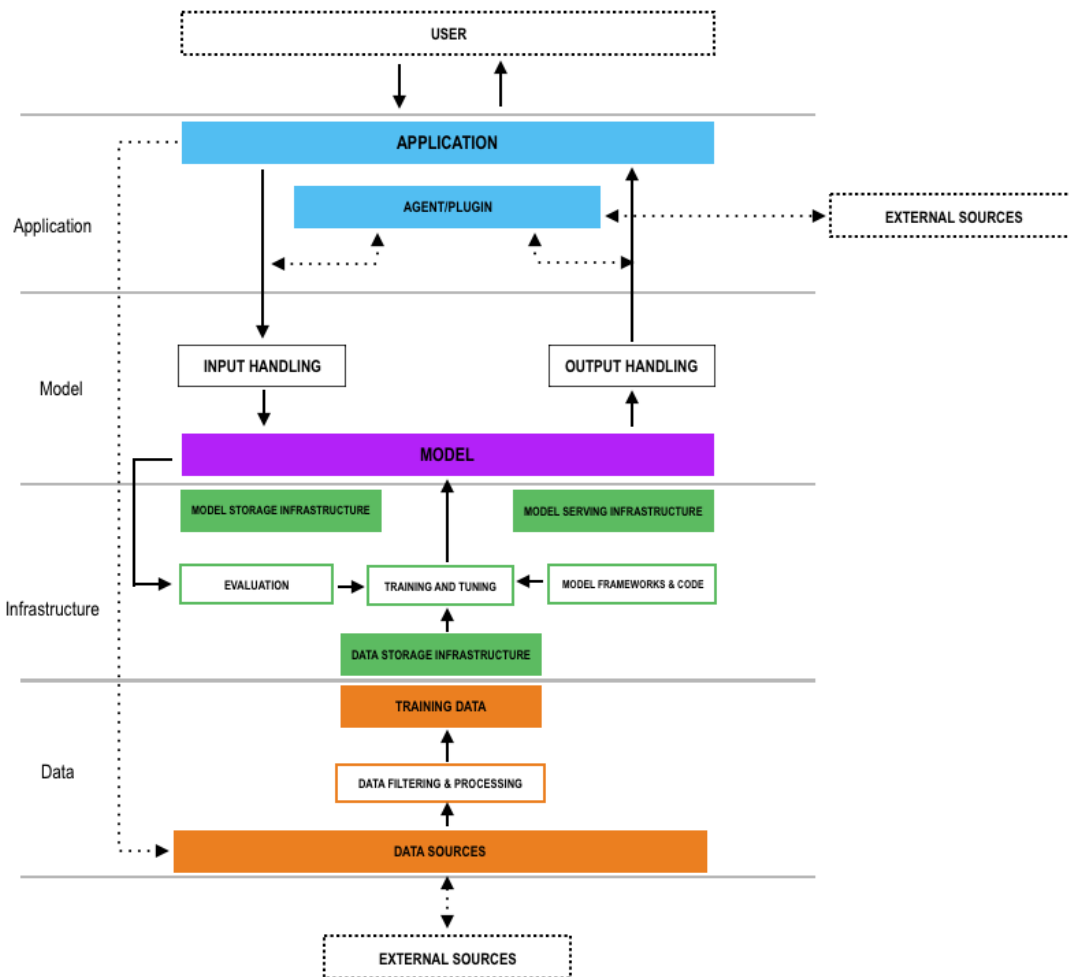 USER
APPLICATION
AGENT/PLUGIN
Application
EXTERNAL SOURCES
INPUT HANDLING
OUTPUT HANDLING
Model
MODEL
MODEL STORAGE INFRASTRUCTURE
MODEL SERVING INFRASTRUCTURE
EVALUATION
TRAINING AND TUNING
MODEL FRAMEWORKS & CODE
Infrastructure
DATA STORAGE INFRASTRUCTURE
TRAINING DATA
Data
DATA FILTERING & PROCESSING
DATA SOURCES
EXTERNAL SOURCES